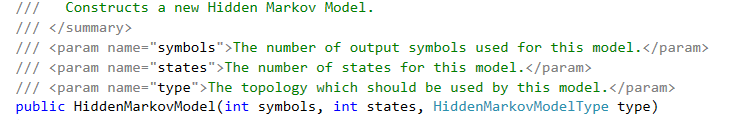 ///   Constructs a new Hidden Markov Model.
/// </summary>
/// <param name="symbols">The number of output symbols used for this model.</param>
/// <param name="states">The number of states for this model.</param>
/// <param name="type">The topology which should be used by this model.</param>
public HiddenMarkovModel(int symbols, int states, HiddenMarkovModelType type)